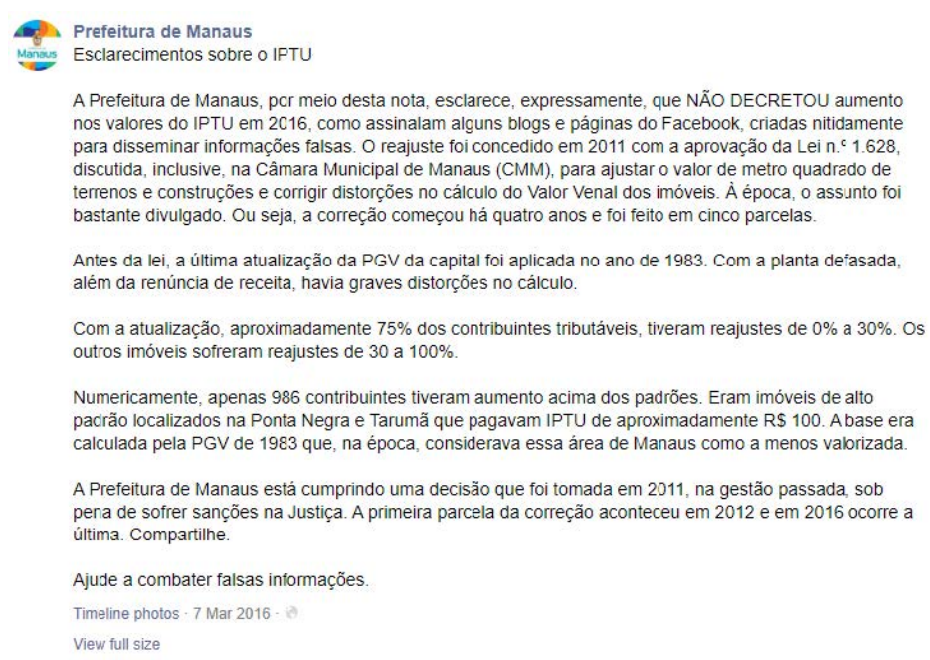 Prefeitura de Manaus
Manaus
Esclarecimentos sobre o IPTU
A Prefeitura de Manaus, por meio desta nota, esclarece, expressamente, que NÃO DECRETOU aumento
nos valores do IPTU em 2016, como assinalam alguns blogs e páginas do Facebook, criadas nitidamente
para disseminar informações falsas. O reajuste foi concedido em 2011 com a aprovação da Lei n.º 1.628,
discutida, inclusive, na Câmara Municipal de Manaus (CMM), para ajustar o valor de metro quadrado de
terrenos e construções e corrigir distorções no cálculo do Valor Venal dos imóveis. À época, o assunto foi
bastante divulgado. Ou seja, a correção começou há quatro anos e foi feito em cinco parcelas.
Antes da lei, a última atualização da PGV da capital foi aplicada no ano de 1983. Com a planta defasada,
além da renúncia de receita, havia graves distorções no cálculo.
Com a atualização, aproximadamente 75% dos contribuintes tributáveis, tiveram reajustes de 0% a 30%. Os
outros imóveis sofreram reajustes de 30 a 100%.
Numericamente, apenas 986 contribuintes tiveram aumento acima dos padrões. Eram imóveis de alto
padrão localizados na Ponta Negra e Tarumã que pagavam IPTU de aproximadamente R$ 100. A base era
calculada pela PGV de 1983 que, na época, considerava essa área de Manaus como a menos valorizada.
A Prefeitura de Manaus está cumprindo uma decisão que foi tomada em 2011, na gestão passada, sob
pena de sofrer sanções na Justiça. A primeira parcela da correção aconteceu em 2012 e em 2016 ocorre a
última. Compartilhe.
Ajude a combater falsas informações.
Timeline photos · 7 Mar 2016 ·
View full size